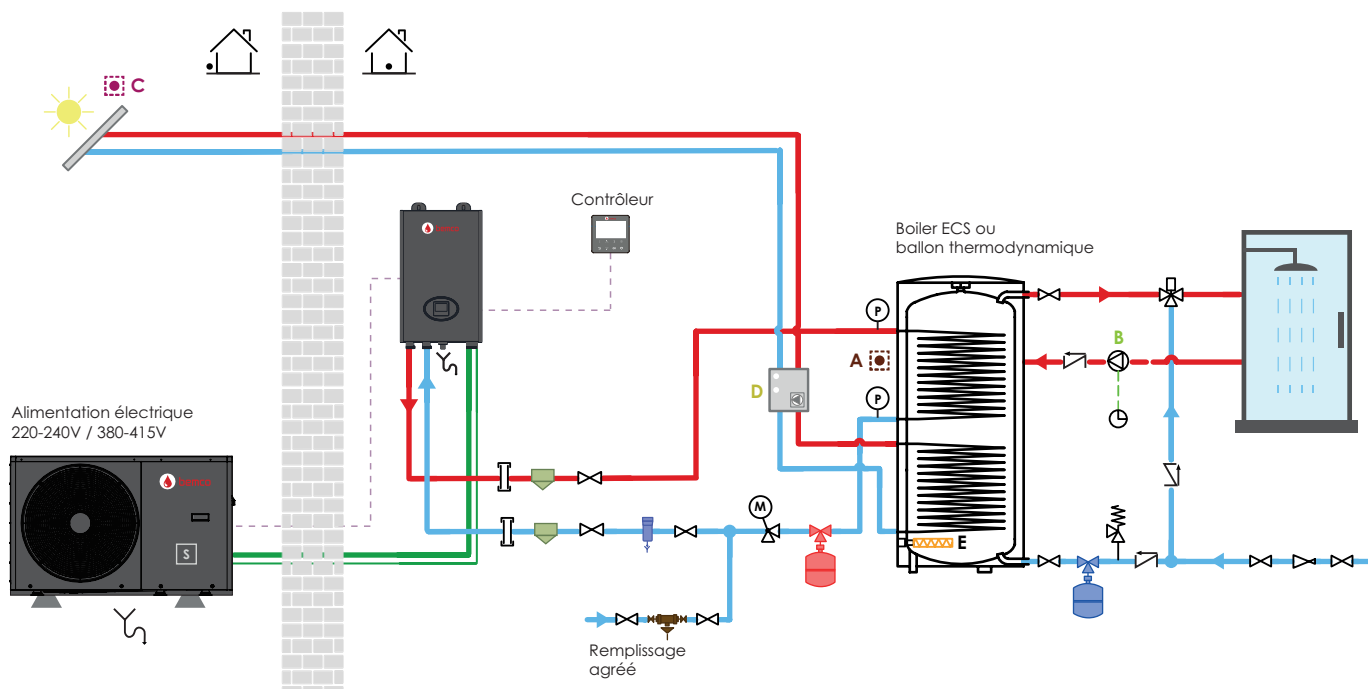 C
Contrôleur
Boiler ECS ou
ballon thermodynamique
P
B
A
D
P
Alimentation électrique
220-240V / 380-415V
M
S
E
Remplissage
agréé